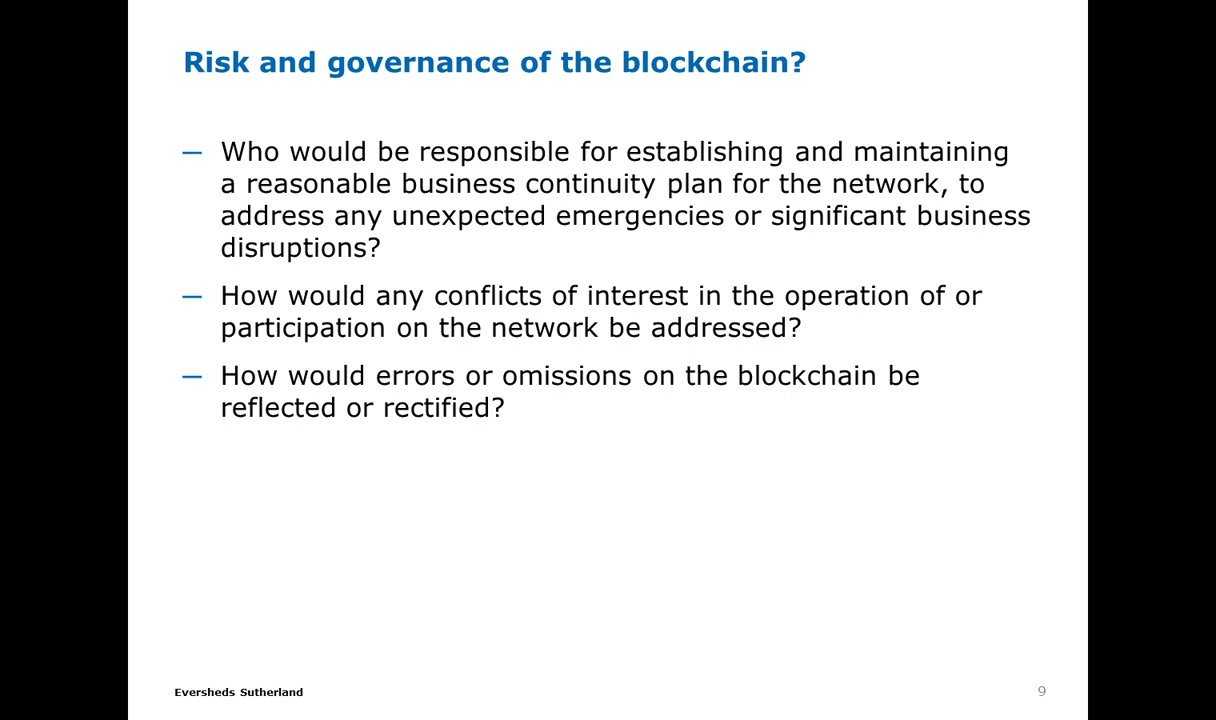 Risk and governance of the blockchain?
— Who would be responsible for establishing and maintaining
a reasonable business continuity plan for the network, to
address any unexpected emergencies or significant business
disruptions?
— How would any conflicts of interest in the operation of or
participation on the network be addressed?
— How would errors or omissions on the blockchain be
reflected or rectified?
Eversheds Sutherland
9